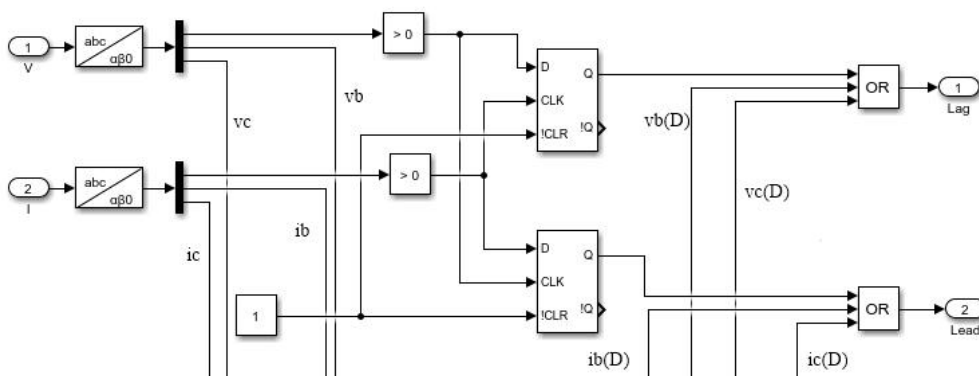 1
V
abc
αβ0
> 0
vb
vc
D
CLK
!CLR
Q
!Q
OR
1
Lag
vb(D)
vc(D)
2
I
abc
αβ0
> 0
ib
ic
1
D
CLK
!CLR
Q
!Q
OR
2
Lead
ib(D)
ic(D)